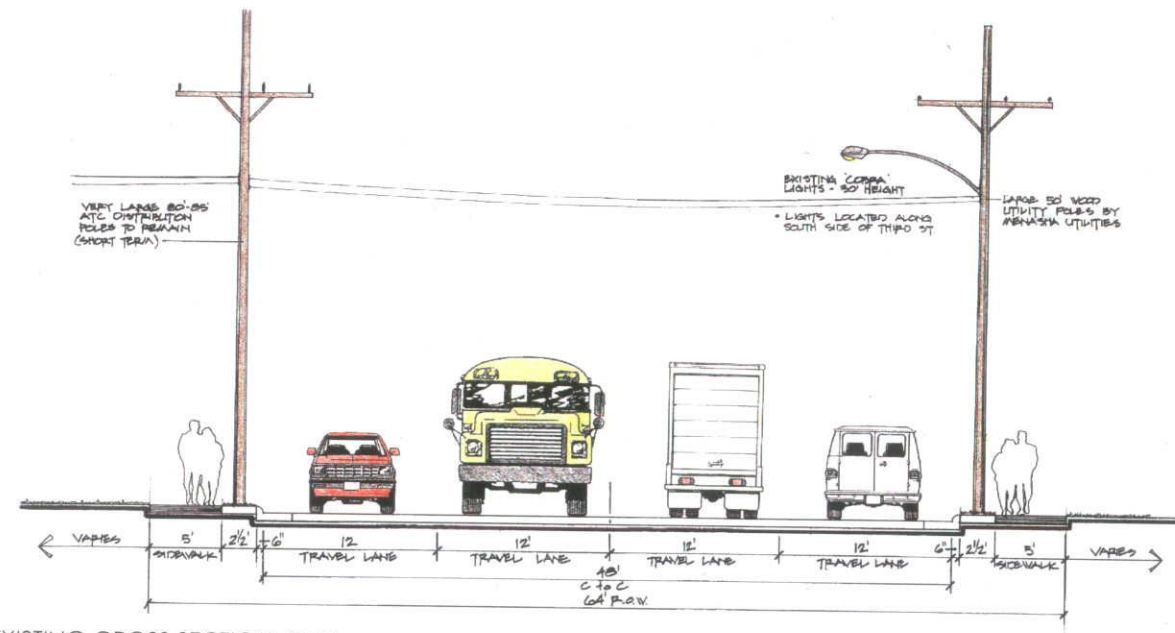 EXISTING 'COBRA'
LIGHTS - 30' HEIGHT
• LIGHTS LOCATED ALONG
SOUTH SIDE OF THIRD ST.
VERY LARGE 80'-85'
ATC DISTRIBUTION
POLES TO REMAIN
(SHORT TERM)
LARGE 50' WOOD
UTILITY POLES BY
MENASHA UTILITIES
VARIES
5'
SIDEWALK
2½'
6"
12
TRAVEL LANE
12'
TRAVEL LANE
12'
TRAVEL LANE
12'
TRAVEL LANE
6"
2½'
5'
SIDEWALK
VARIES
48'
C to C
64' R.O.W.